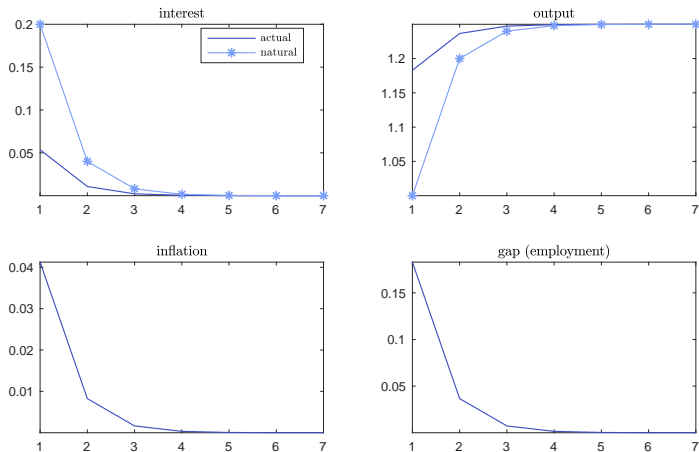 interest
0.2
0.15
0.1
0.05
1 2 3 4 5 6 7
actual
natural
output
1.2
1.15
1.1
1.05
1 2 3 4 5 6 7
inflation
0.04
0.03
0.02
0.01
1 2 3 4 5 6 7
gap (employment)
0.15
0.1
0.05
1 2 3 4 5 6 7